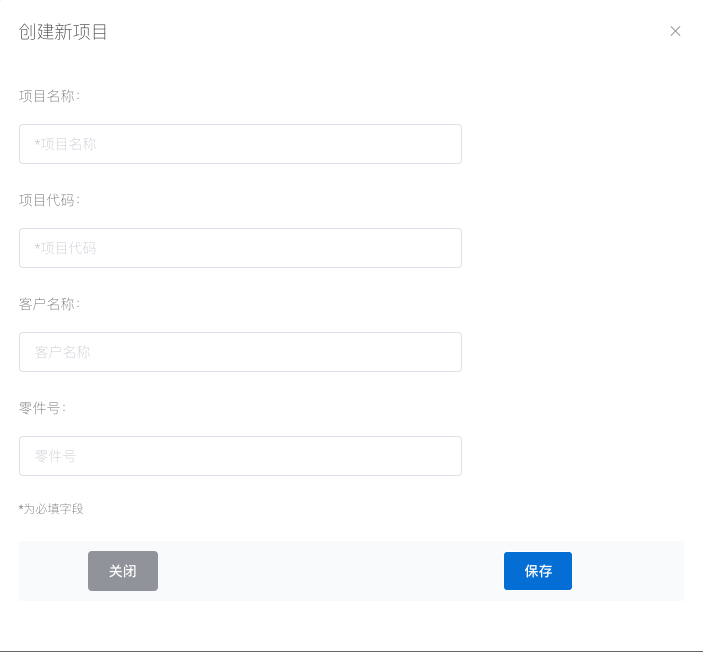 创建新项目
项目名称：
*项目名称
项目代码：
*项目代码
客户名称：
客户名称
零件号：
零件号
*为必填字段
关闭
保存